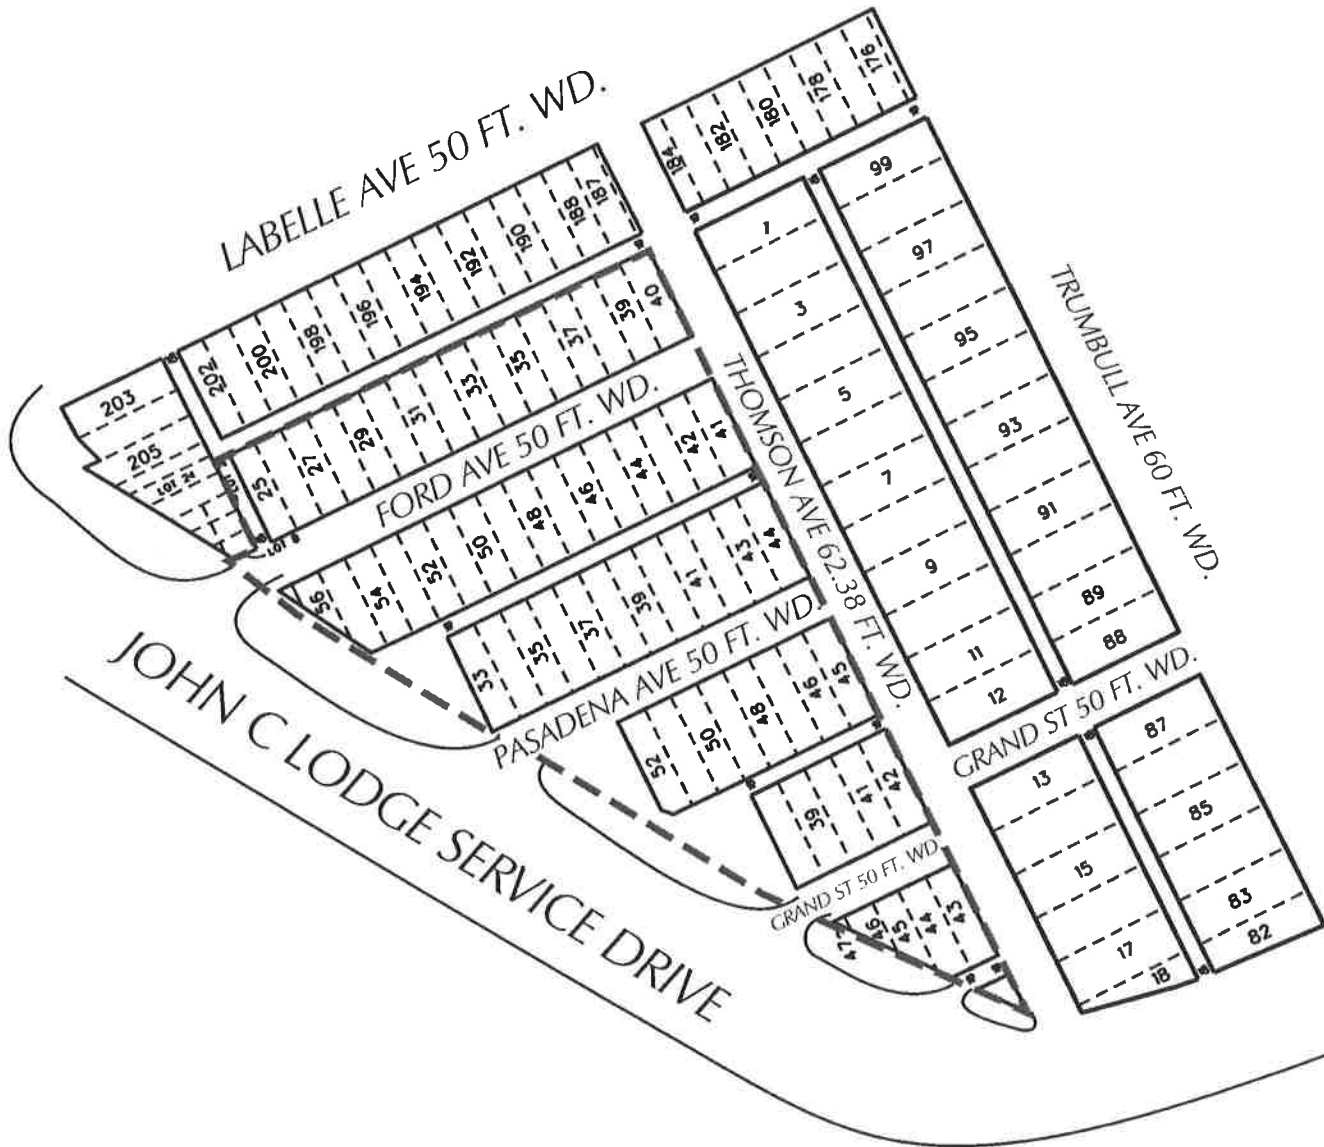 LABELLE AVE 50 FT. WD.
184 182 180 178 176
202 200 198 196 194 192 190 188 187
203
205
LOT 24
25 27 29 31 33 35 37 39 40
FORD AVE 50 FT. WD.
LOT
56 54 52 50 48 46 44 42 41
33 35 37 39 41 43 44
PASADENA AVE 50 FT. WD.
52 50 48 46 45
39 41 42
GRAND ST 50 FT. WD.
47 46 45 44 43
THOMSON AVE 62.38 FT. WD.
1
3
5
7
9
11
12
99
97
95
93
91
89
88
TRUMBULL AVE 60 FT. WD.
GRAND ST 50 FT. WD.
13
15
17
18
87
85
83
82
JOHN C LODGE SERVICE DRIVE